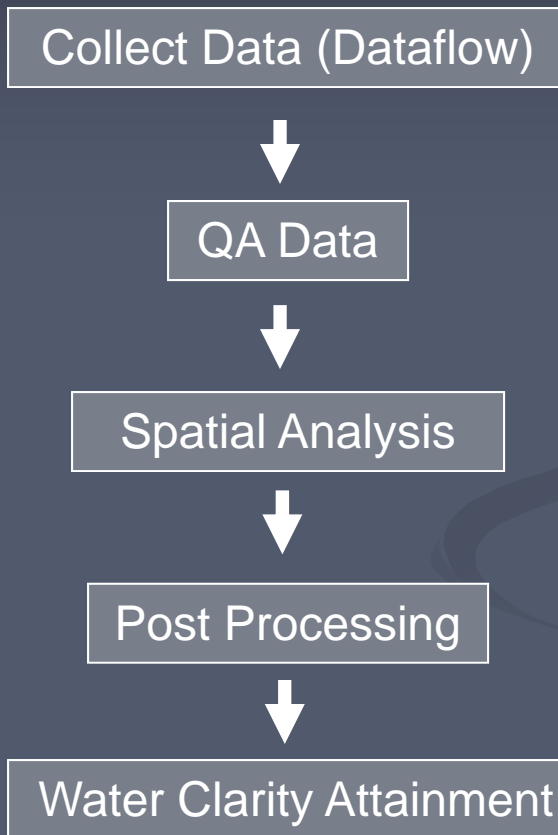 Collect Data (Dataflow)
QA Data
Spatial Analysis
Post Processing
Water Clarity Attainment